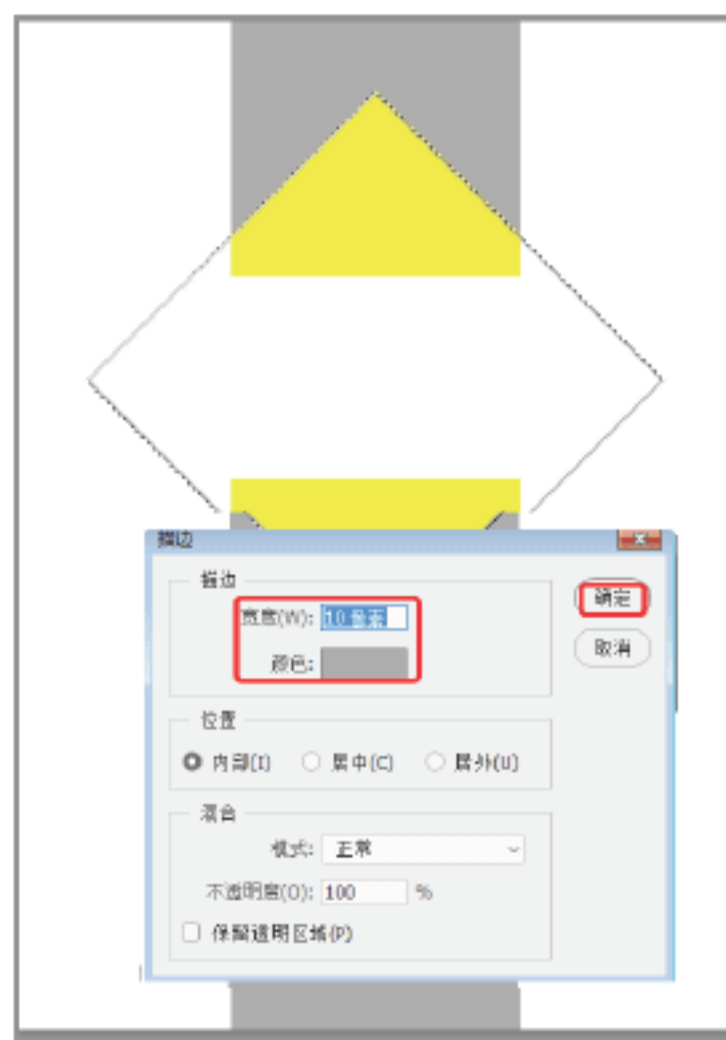 描边
描边
宽度(W): 10 像素
颜色:
确定
取消
位置
内部(I) 居中(C) 居外(U)
混合
模式: 正常
不透明度(O): 100 %
保留透明区域(P)